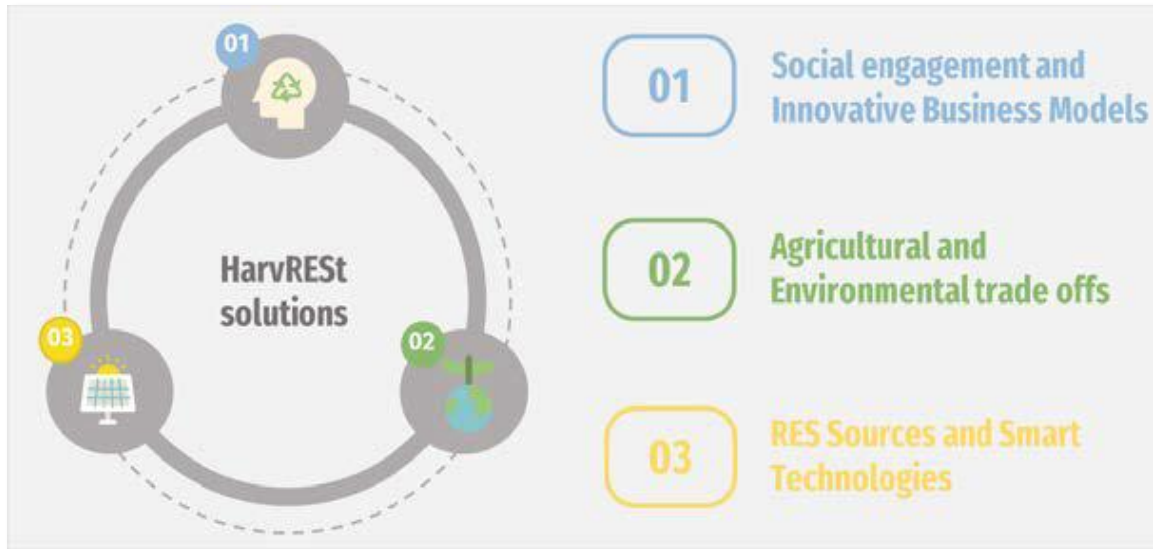 01
HarvRESt
solutions
03
02
01
Social engagement and
Innovative Business Models
02
Agricultural and
Environmental trade offs
03
RES Sources and Smart
Technologies